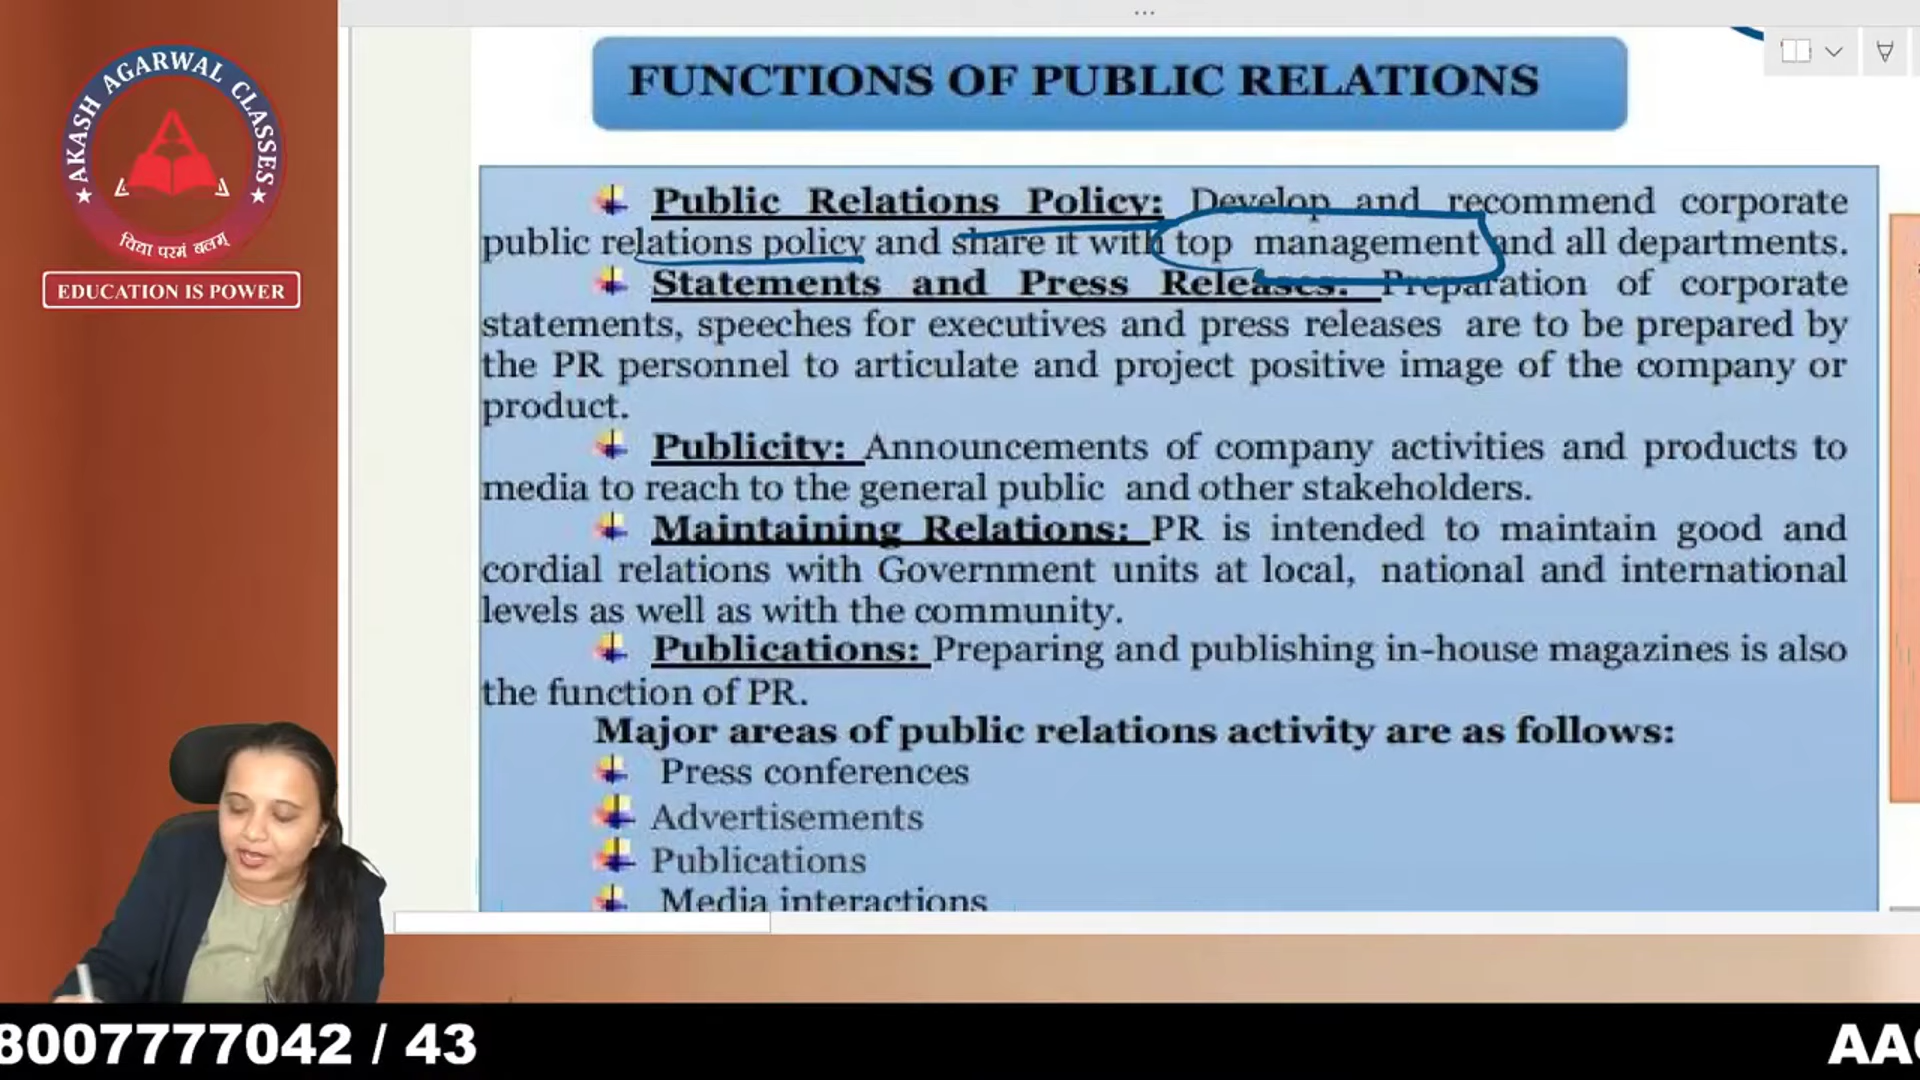 AKASH AGARWAL CLASSES
विद्या परमं बलम्
EDUCATION IS POWER
FUNCTIONS OF PUBLIC RELATIONS
Public Relations Policy: Develop and recommend corporate
public relations policy and share it with top management and all departments.
Statements and Press Releases: Preparation of corporate
statements, speeches for executives and press releases are to be prepared by
the PR personnel to articulate and project positive image of the company or
product.
Publicity: Announcements of company activities and products to
media to reach to the general public and other stakeholders.
Maintaining Relations: PR is intended to maintain good and
cordial relations with Government units at local, national and international
levels as well as with the community.
Publications: Preparing and publishing in-house magazines is also
the function of PR.
Major areas of public relations activity are as follows:
Press conferences
Advertisements
Publications
Media interactions
8007777042 / 43